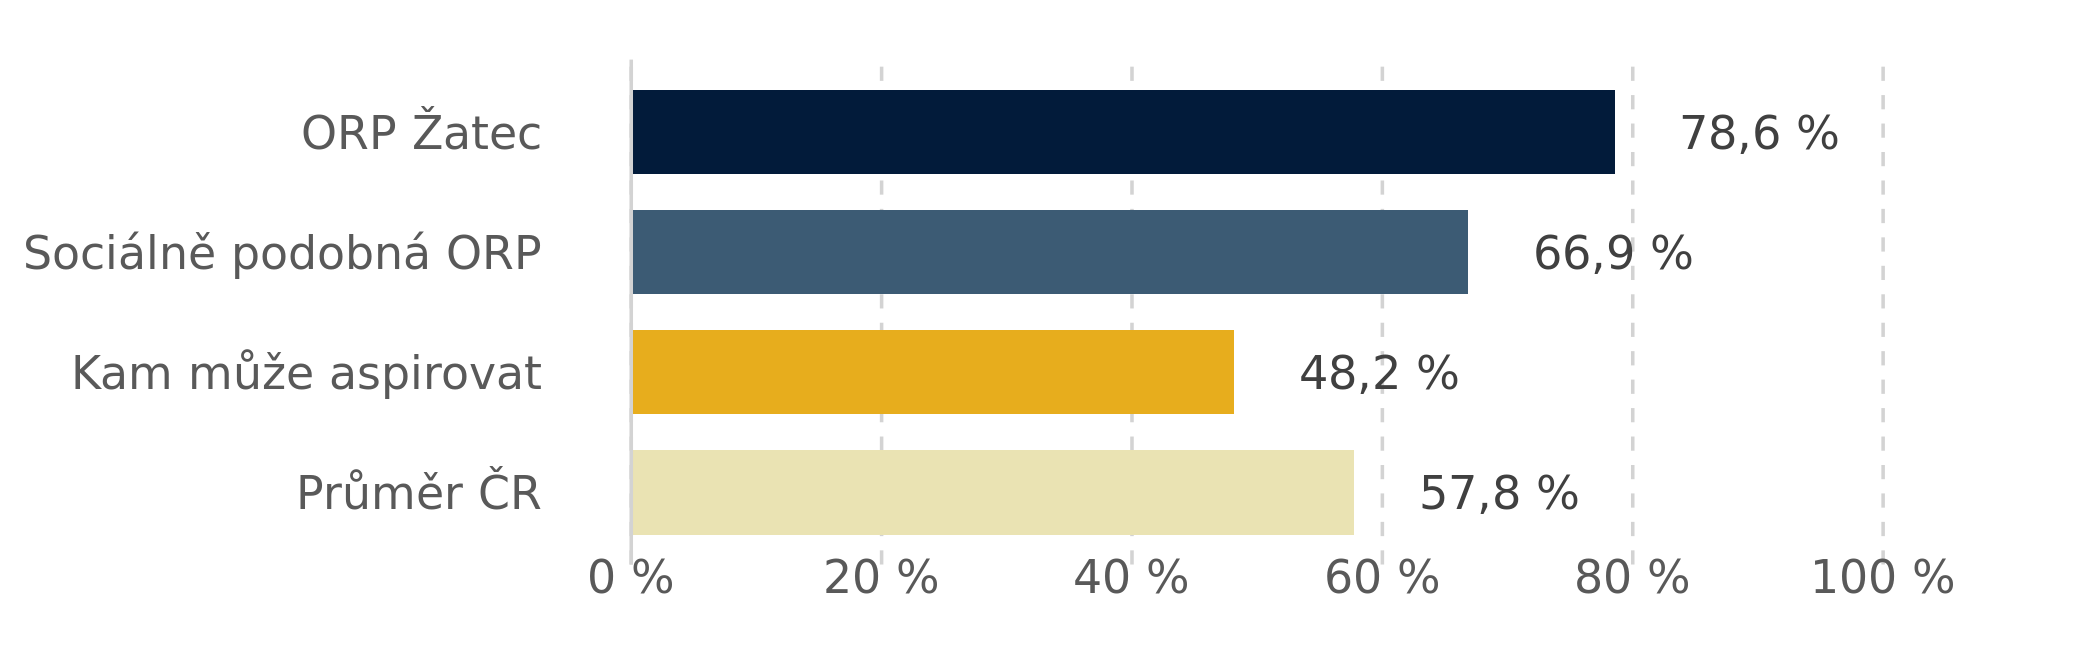 ORP Žatec 78,6 %
Sociálně podobná ORP 66,9 %
Kam může aspirovat 48,2 %
Průměr ČR 57,8 %
0 % 20 % 40 % 60 % 80 % 100 %